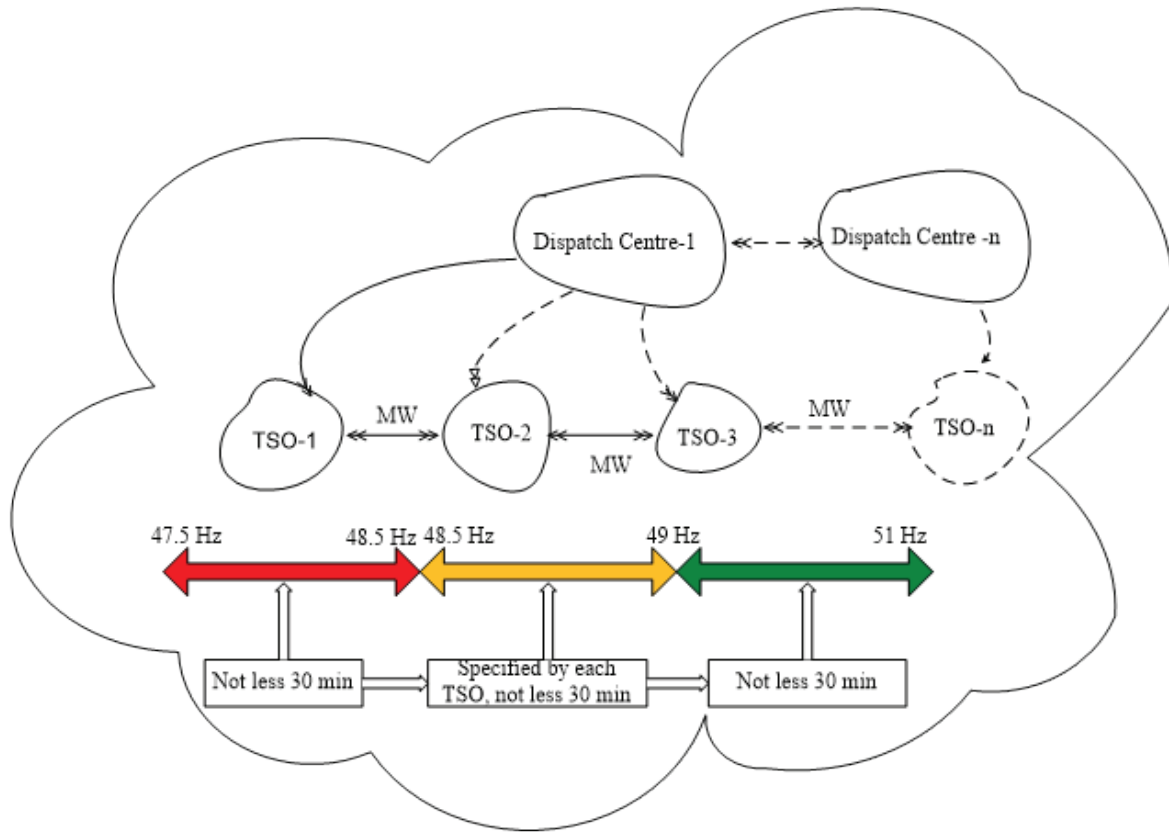 Dispatch Centre-1
Dispatch Centre -n
MW
MW
TSO-1
TSO-2
TSO-3
TSO-n
MW
47.5 Hz
48.5 Hz
48.5 Hz
49 Hz
51 Hz
Not less 30 min
Specified by each
TSO, not less 30 min
Not less 30 min